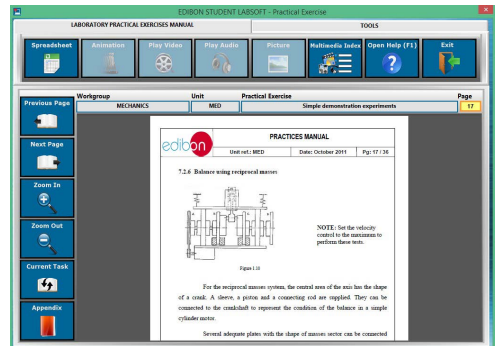 EDIBON STUDENT LABSOFT - Practical Exercise
LABORATORY PRACTICAL EXERCISES MANUAL
TOOLS
Spreadsheet
Animation
Play Video
Play Audio
Picture
Multimedia Index
Open Help (F1)
Exit
Previous Page
Next Page
Zoom In
Zoom Out
Current Task
Appendix
Workgroup
MECHANICS
Unit
MED
Practical Exercise
Simple demonstration experiments
Page
17
edibon
PRACTICES MANUAL
Unit ref.: MED
Date: October 2011
Pg: 17 / 36
7.2.6 Balance using reciprocal masses
NOTE: Set the velocity
control to the maximum to
perform these tests.
Figure 1.10
For the reciprocal masses system, the central area of the axis has the shape
of a crank. A sleeve, a piston and a connecting rod are supplied. They can be
connected to the crankshaft to represent the condition of the balance in a simple
cylinder motor.
Several adequate plates with the shape of masses sector can be connected